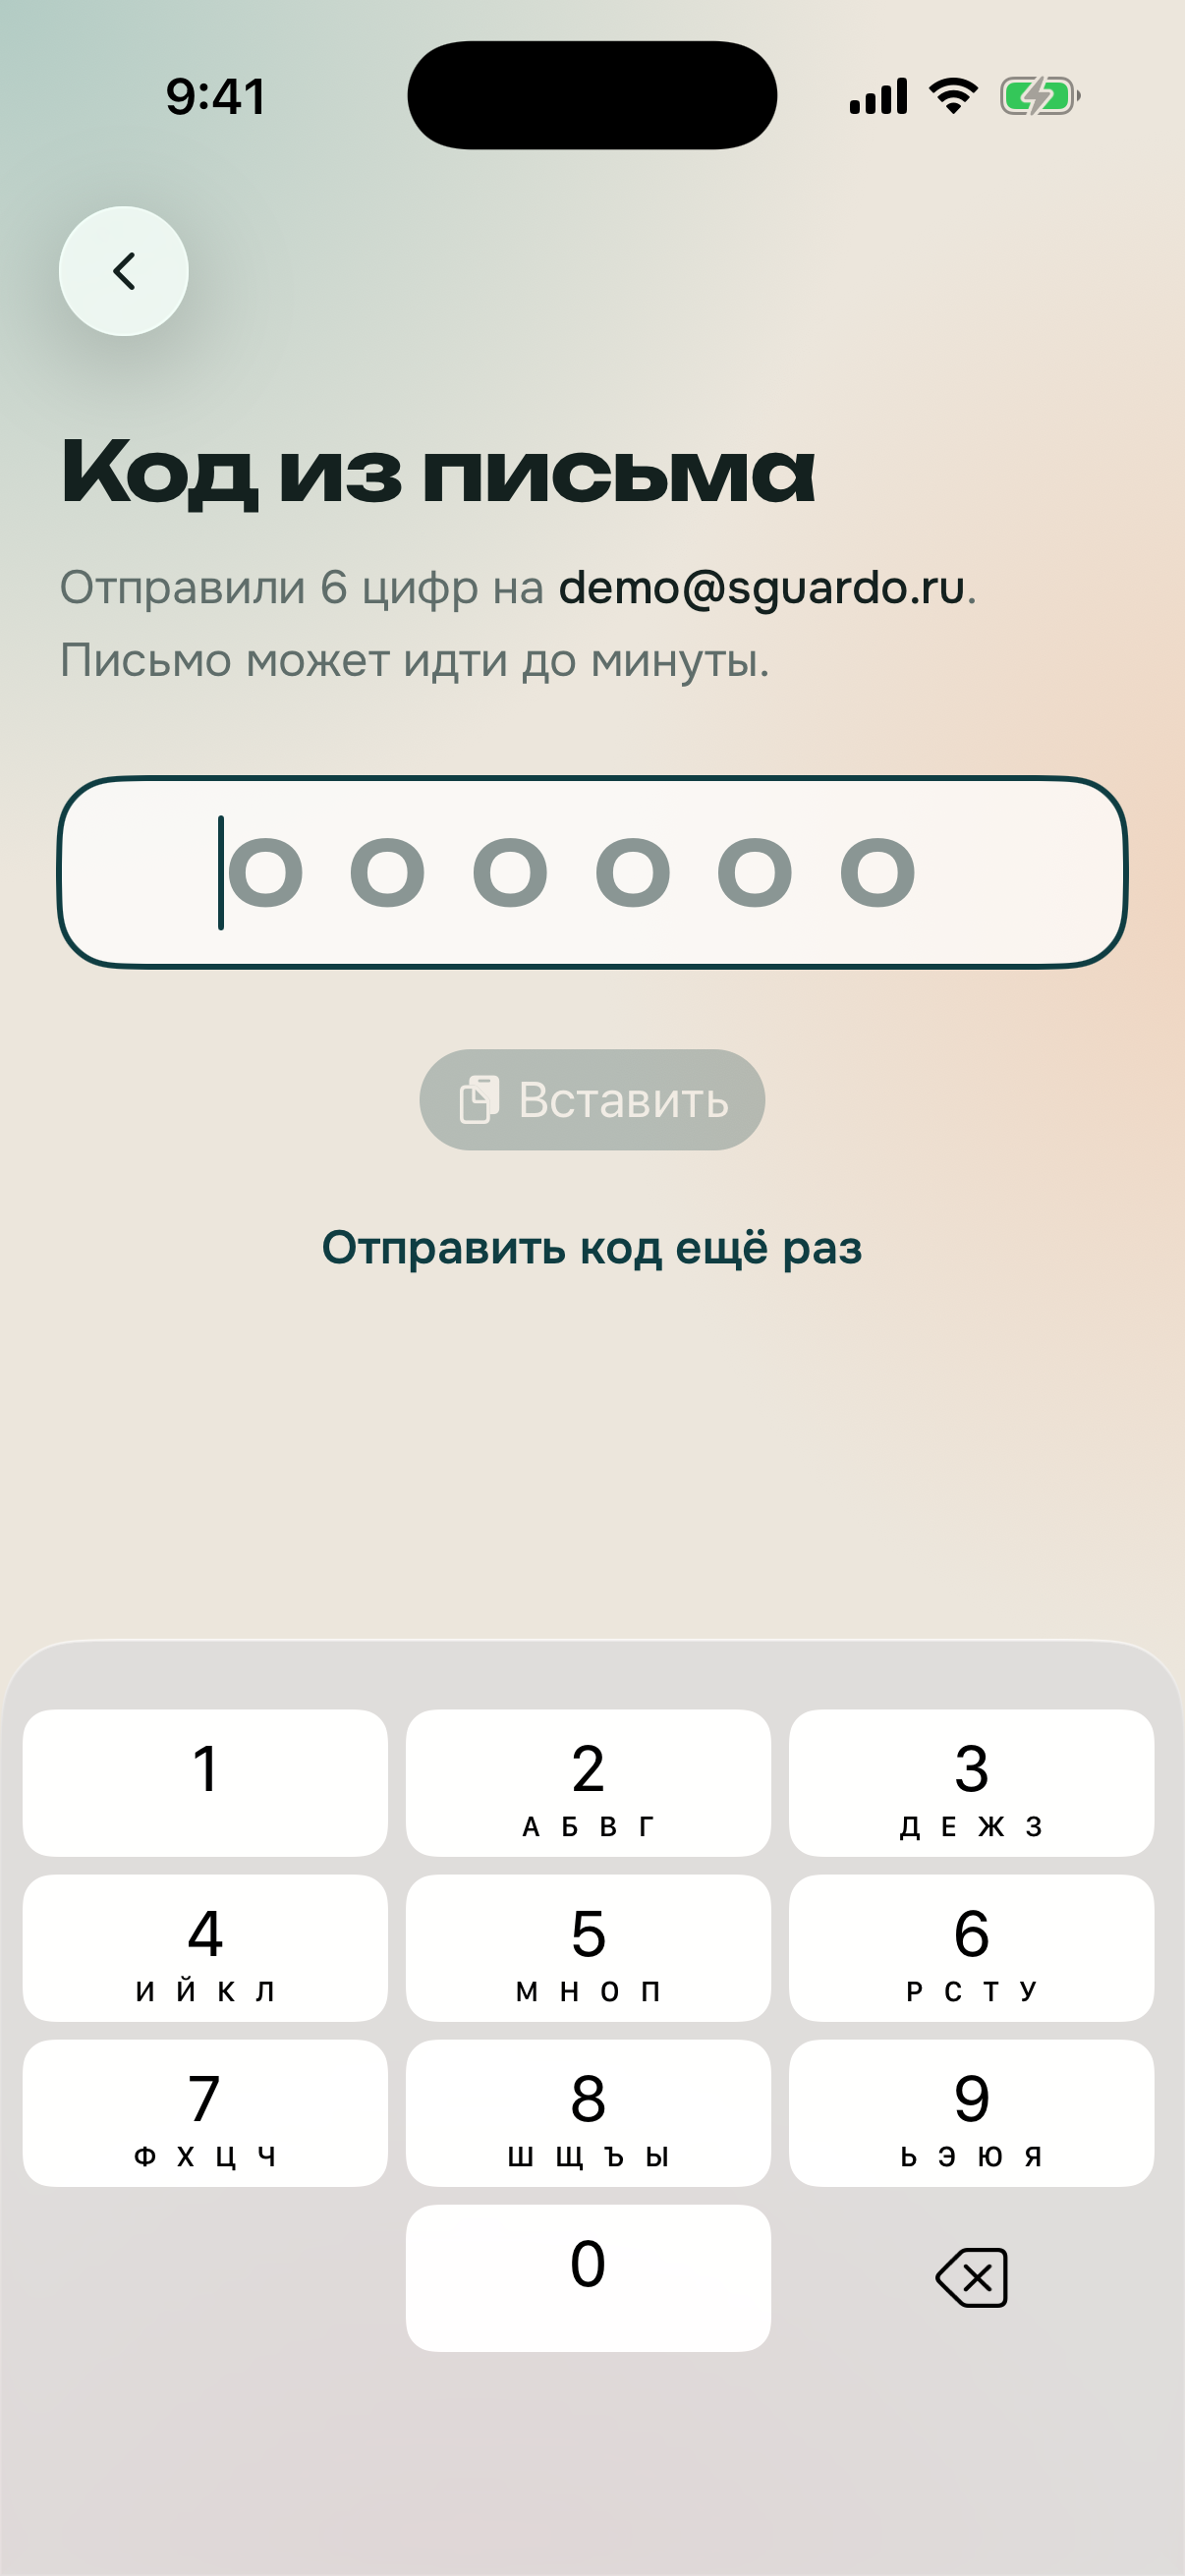 9:41
Код из письма
Отправили 6 цифр на demo@sguardo.ru.
Письмо может идти до минуты.
0 0 0 0 0 0
Вставить
Отправить код ещё раз
1
2
А Б В Г
3
Д Е Ж З
4
И Й К Л
5
М Н О П
6
Р С Т У
7
Ф Х Ц Ч
8
Ш Щ Ъ Ы
9
Ь Э Ю Я
0